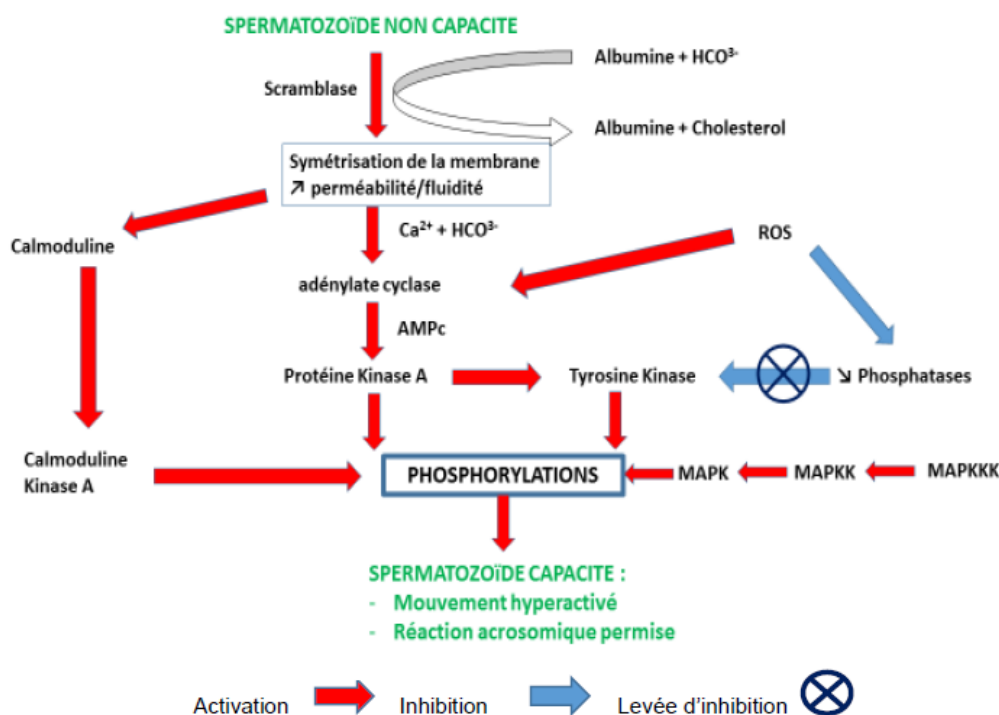 SPERMATOZOÏDE NON CAPACITE
Albumine + HCO³⁻
Scramblase
Albumine + Cholesterol
Symétrisation de la membrane
↗ perméabilité/fluidité
Ca²⁺ + HCO³⁻
ROS
Calmoduline
adénylate cyclase
AMPc
Protéine Kinase A
Tyrosine Kinase
↘ Phosphatases
Calmoduline
Kinase A
PHOSPHORYLATIONS
MAPK
MAPKK
MAPKKK
SPERMATOZOÏDE CAPACITE :
- Mouvement hyperactivé
- Réaction acrosomique permise
Activation
Inhibition
Levée d'inhibition